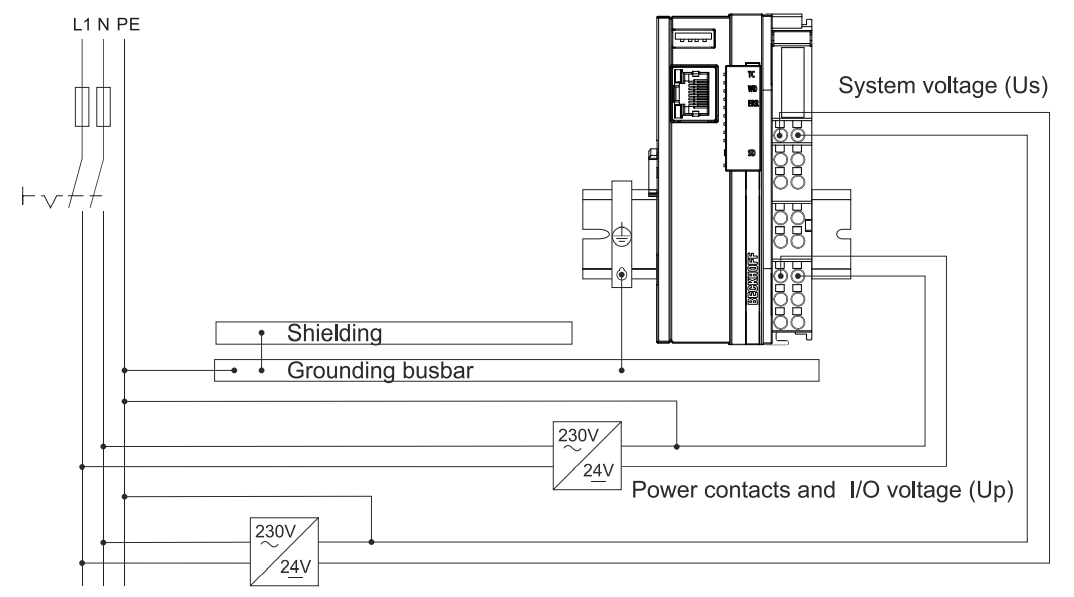 L1 N PE
TC
WD
ERR
SD
System voltage (Us)
BECKHOFF
Shielding
Grounding busbar
230V
24V
Power contacts and I/O voltage (Up)
230V
24V